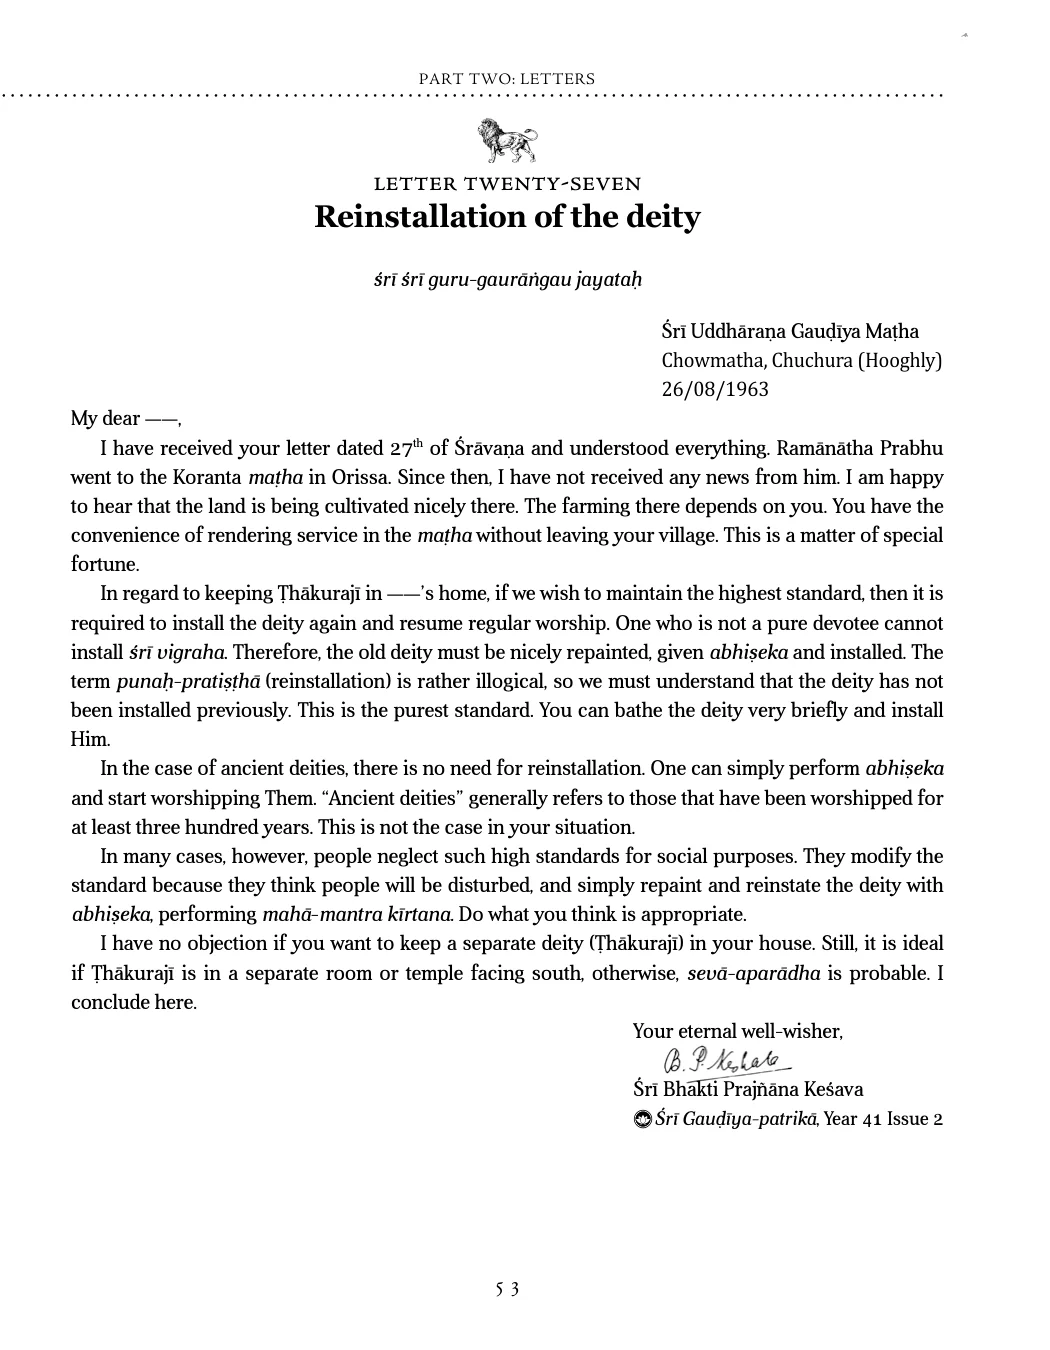 PART TWO: LETTERS
LETTER TWENTY-SEVEN
Reinstallation of the deity
śrī śrī guru-gaurāṅgau jayataḥ
Śrī Uddhāraṇa Gauḍīya Maṭha
Chowmatha, Chuchura (Hooghly)
26/08/1963
My dear ——,
I have received your letter dated 27th of Śrāvaṇa and understood everything. Ramānātha Prabhu
went to the Koranta maṭha in Orissa. Since then, I have not received any news from him. I am happy
to hear that the land is being cultivated nicely there. The farming there depends on you. You have the
convenience of rendering service in the maṭha without leaving your village. This is a matter of special
fortune.
In regard to keeping Ṭhākurajī in ——’s home, if we wish to maintain the highest standard, then it is
required to install the deity again and resume regular worship. One who is not a pure devotee cannot
install śrī vigraha. Therefore, the old deity must be nicely repainted, given abhiṣeka and installed. The
term punaḥ-pratiṣṭhā (reinstallation) is rather illogical, so we must understand that the deity has not
been installed previously. This is the purest standard. You can bathe the deity very briefly and install
Him.
In the case of ancient deities, there is no need for reinstallation. One can simply perform abhiṣeka
and start worshipping Them. “Ancient deities” generally refers to those that have been worshipped for
at least three hundred years. This is not the case in your situation.
In many cases, however, people neglect such high standards for social purposes. They modify the
standard because they think people will be disturbed, and simply repaint and reinstate the deity with
abhiṣeka, performing mahā-mantra kīrtana. Do what you think is appropriate.
I have no objection if you want to keep a separate deity (Ṭhākurajī) in your house. Still, it is ideal
if Ṭhākurajī is in a separate room or temple facing south, otherwise, sevā-aparādha is probable. I
conclude here.
Your eternal well-wisher,
B. P. Keshab
Śrī Bhakti Prajñāna Keśava
Śrī Gauḍīya-patrikā, Year 41 Issue 2
53